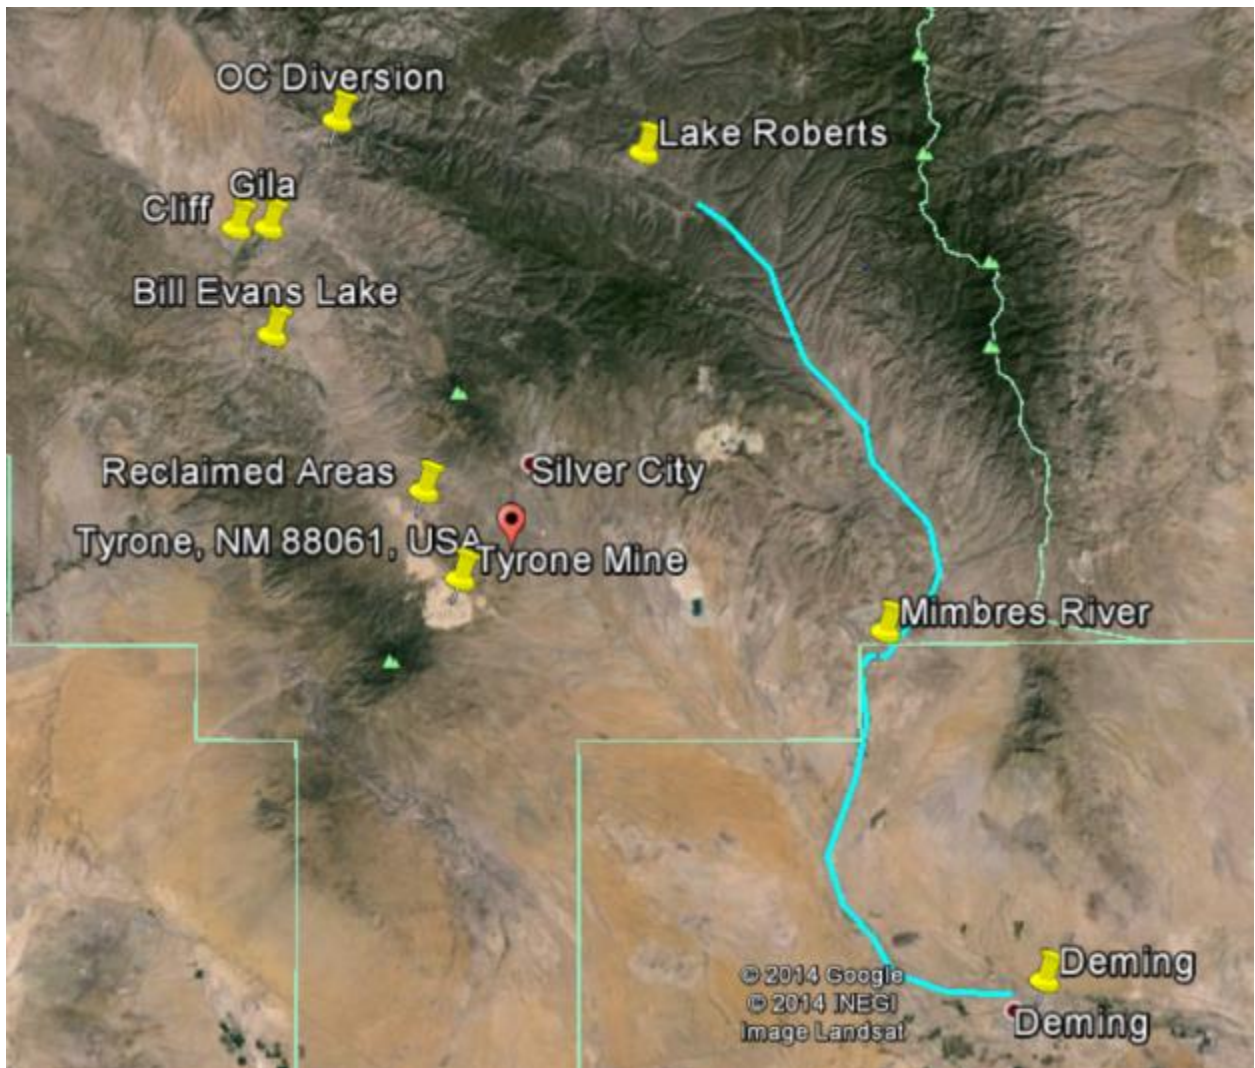 OC Diversion
Lake Roberts
Gila
Cliff
Bill Evans Lake
Reclaimed Areas
Silver City
Tyrone, NM 88061, USA
Tyrone Mine
Mimbres River
Deming
© 2014 Google
© 2014 INEGI
Image Landsat
Deming